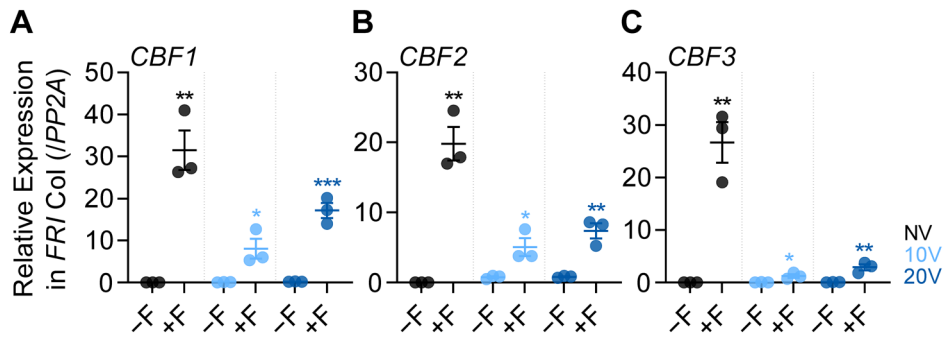 A
B
C
CBF1
CBF2
CBF3
Relative Expression
in FRI Col (/PP2A)
50
40
30
20
10
0
**
*
***
–F
+F
–F
+F
–F
+F
30
20
10
0
**
*
**
–F
+F
–F
+F
–F
+F
40
30
20
10
0
**
*
**
–F
+F
–F
+F
–F
+F
NV
10V
20V